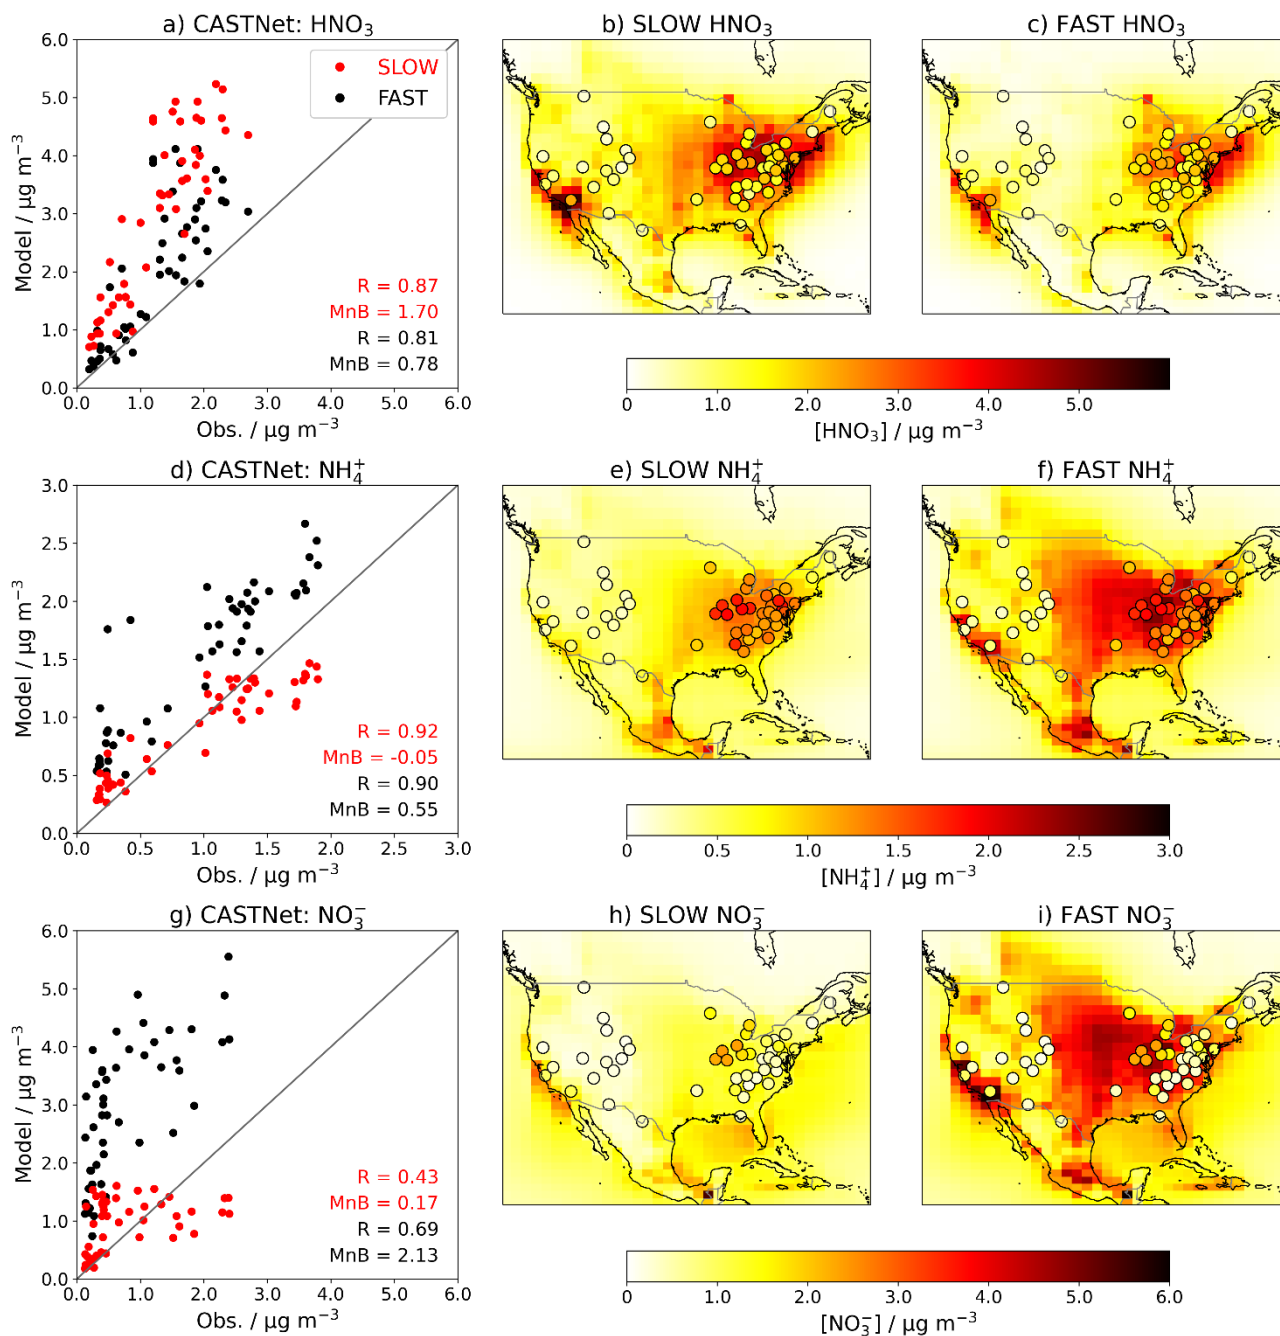 a) CASTNet: HNO₃
b) SLOW HNO₃
c) FAST HNO₃
6.0
5.0
4.0
3.0
2.0
1.0
0.0
Model / µg m⁻³
SLOW
FAST
R = 0.87
MnB = 1.70
R = 0.81
MnB = 0.78
0.0 1.0 2.0 3.0 4.0 5.0 6.0
Obs. / µg m⁻³
0 1.0 2.0 3.0 4.0 5.0
[HNO₃] / µg m⁻³
d) CASTNet: NH₄⁺
e) SLOW NH₄⁺
f) FAST NH₄⁺
3.0
2.5
2.0
1.5
1.0
0.5
0.0
Model / µg m⁻³
R = 0.92
MnB = -0.05
R = 0.90
MnB = 0.55
0.0 0.5 1.0 1.5 2.0 2.5 3.0
Obs. / µg m⁻³
0 0.5 1.0 1.5 2.0 2.5 3.0
[NH₄⁺] / µg m⁻³
g) CASTNet: NO₃⁻
h) SLOW NO₃⁻
i) FAST NO₃⁻
6.0
5.0
4.0
3.0
2.0
1.0
0.0
Model / µg m⁻³
R = 0.43
MnB = 0.17
R = 0.69
MnB = 2.13
0.0 1.0 2.0 3.0 4.0 5.0 6.0
Obs. / µg m⁻³
0 1.0 2.0 3.0 4.0 5.0 6.0
[NO₃⁻] / µg m⁻³